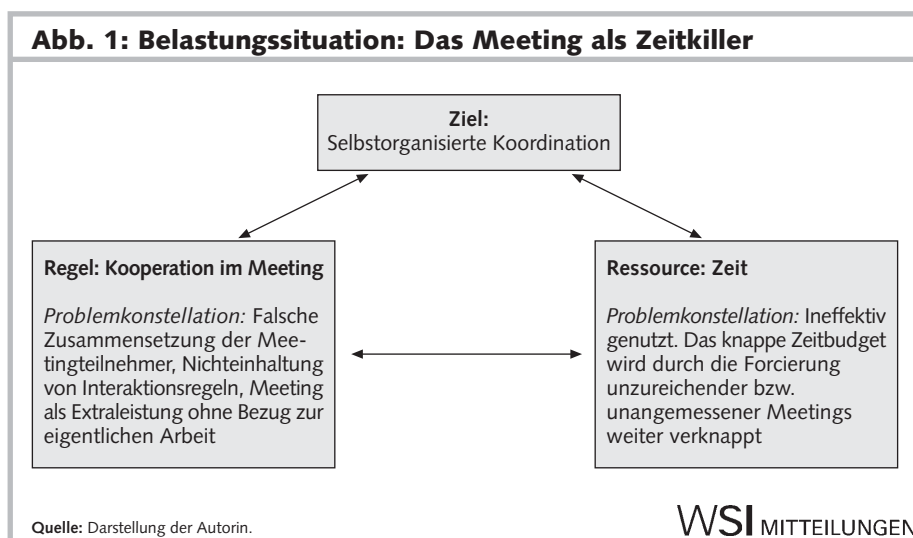 Abb. 1: Belastungssituation: Das Meeting als Zeitkiller
Ziel:
Selbstorganisierte Koordination
Regel: Kooperation im Meeting
Problemkonstellation: Falsche
Zusammensetzung der Mee-
tingteilnehmer, Nichteinhaltung
von Interaktionsregeln, Meeting
als Extraleistung ohne Bezug zur
eigentlichen Arbeit
Ressource: Zeit
Problemkonstellation: Ineffektiv
genutzt. Das knappe Zeitbudget
wird durch die Forcierung
unzureichender bzw.
unangemessener Meetings
weiter verknappt
Quelle: Darstellung der Autorin.
WSI MITTEILUNGEN